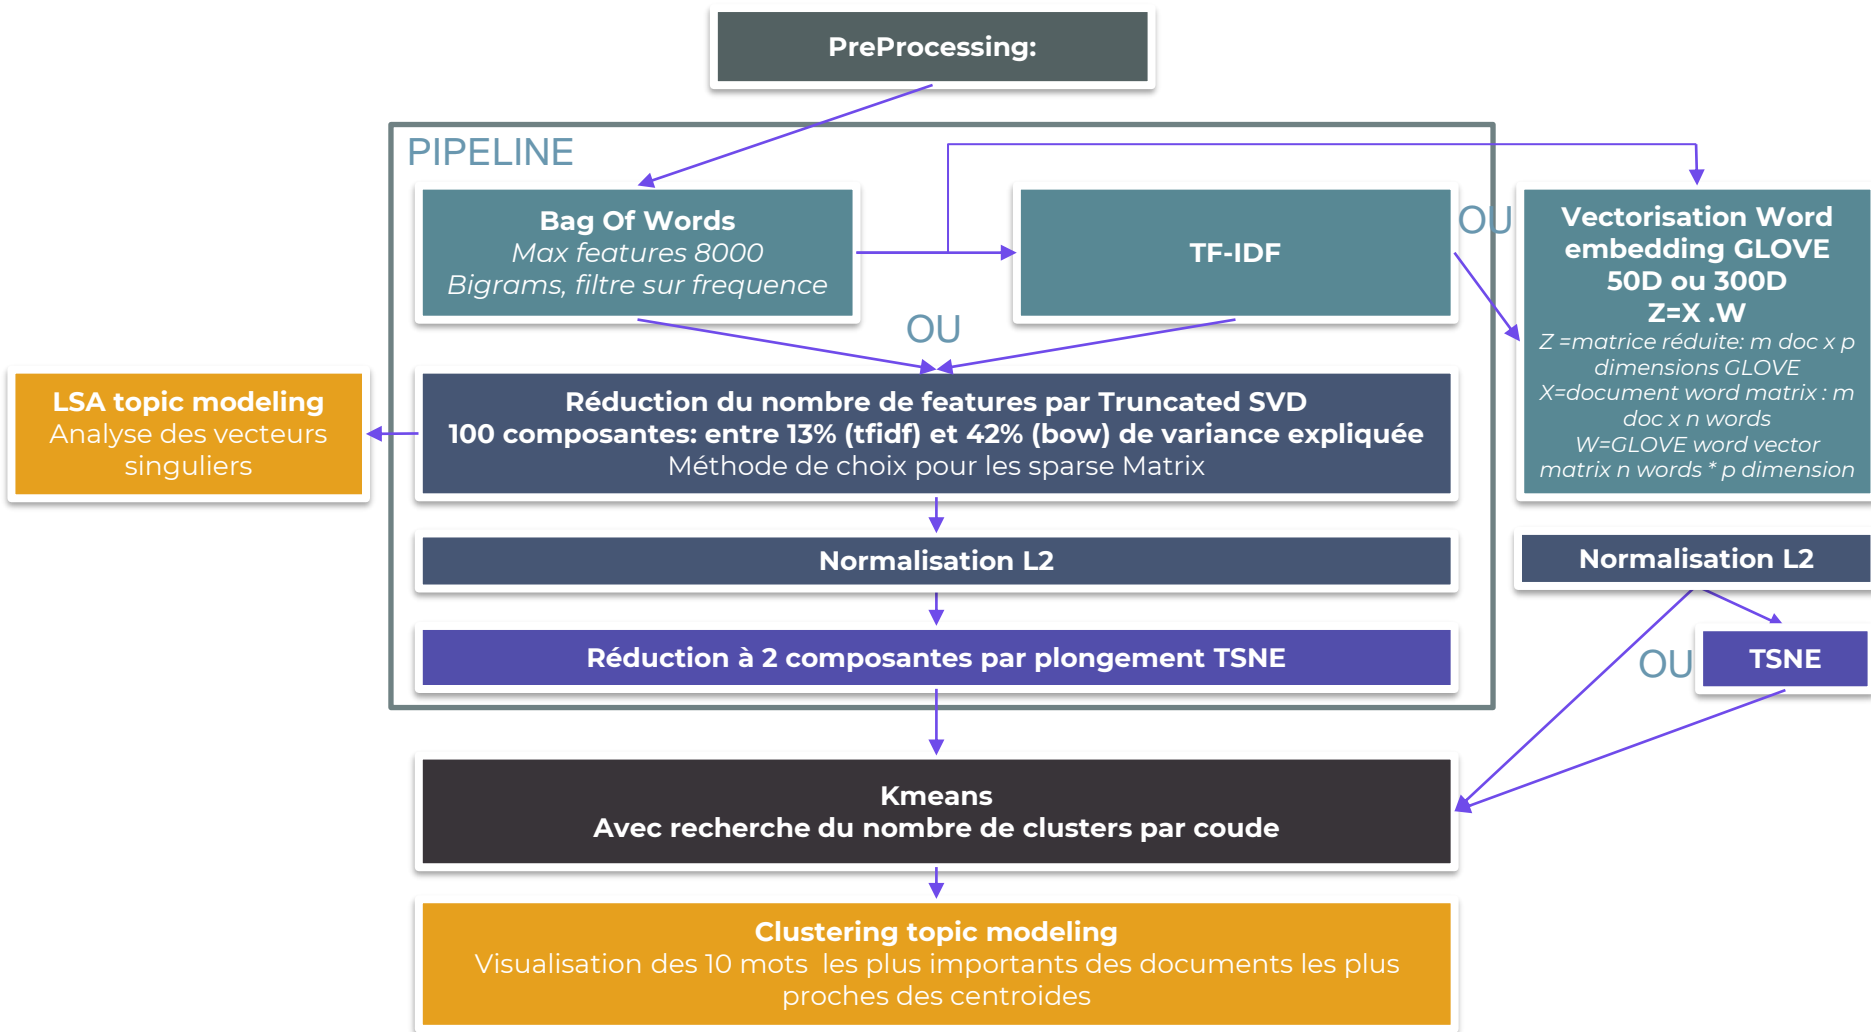 PreProcessing:
PIPELINE
Bag Of Words
Max features 8000
Bigrams, filtre sur frequence
TF-IDF
OU
Vectorisation Word
embedding GLOVE
50D ou 300D
Z=X .W
Z =matrice réduite: m doc x p
dimensions GLOVE
X=document word matrix : m
doc x n words
W=GLOVE word vector
matrix n words * p dimension
OU
LSA topic modeling
Analyse des vecteurs
singuliers
Réduction du nombre de features par Truncated SVD
100 composantes: entre 13% (tfidf) et 42% (bow) de variance expliquée
Méthode de choix pour les sparse Matrix
Normalisation L2
Normalisation L2
Réduction à 2 composantes par plongement TSNE
OU
TSNE
Kmeans
Avec recherche du nombre de clusters par coude
Clustering topic modeling
Visualisation des 10 mots  les plus importants des documents les plus
proches des centroides